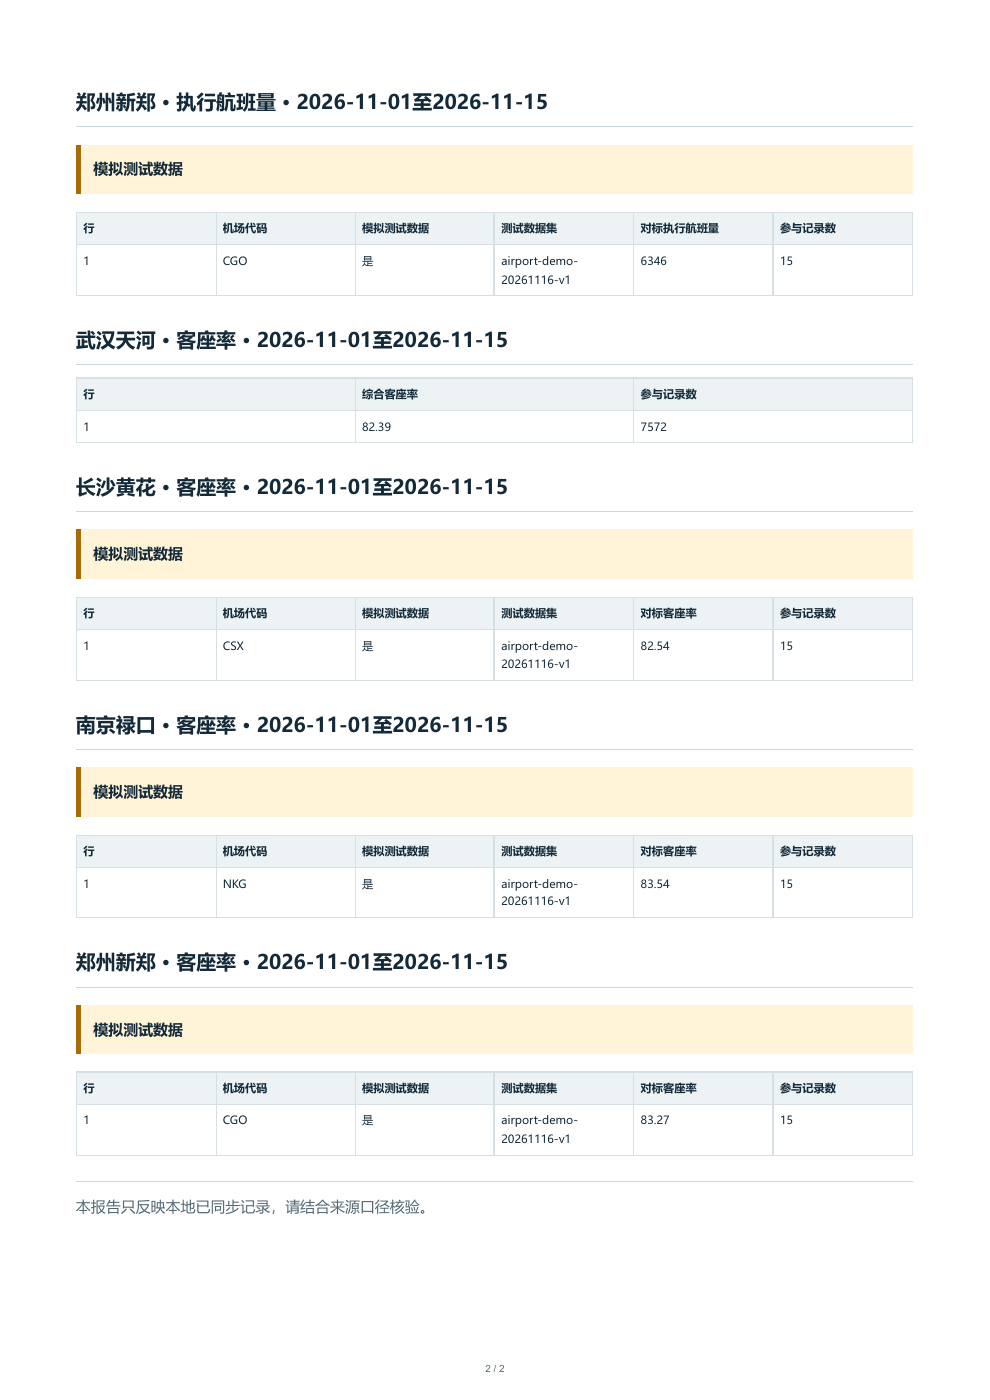 郑州新郑 • 执行航班量 • 2026-11-01至2026-11-15
模拟测试数据
行 机场代码 模拟测试数据 测试数据集 对标执行航班量 参与记录数
1 CGO 是 airport-demo- 6346 15
20261116-v1
武汉天河 • 客座率 • 2026-11-01至2026-11-15
行 综合客座率 参与记录数
1 82.39 7572
长沙黄花 • 客座率 • 2026-11-01至2026-11-15
模拟测试数据
行 机场代码 模拟测试数据 测试数据集 对标客座率 参与记录数
1 CSX 是 airport-demo- 82.54 15
20261116-v1
南京禄口 • 客座率 • 2026-11-01至2026-11-15
模拟测试数据
行 机场代码 模拟测试数据 测试数据集 对标客座率 参与记录数
1 NKG 是 airport-demo- 83.54 15
20261116-v1
郑州新郑 • 客座率 • 2026-11-01至2026-11-15
模拟测试数据
行 机场代码 模拟测试数据 测试数据集 对标客座率 参与记录数
1 CGO 是 airport-demo- 83.27 15
20261116-v1
本报告只反映本地已同步记录，请结合来源口径核验。
2 / 2